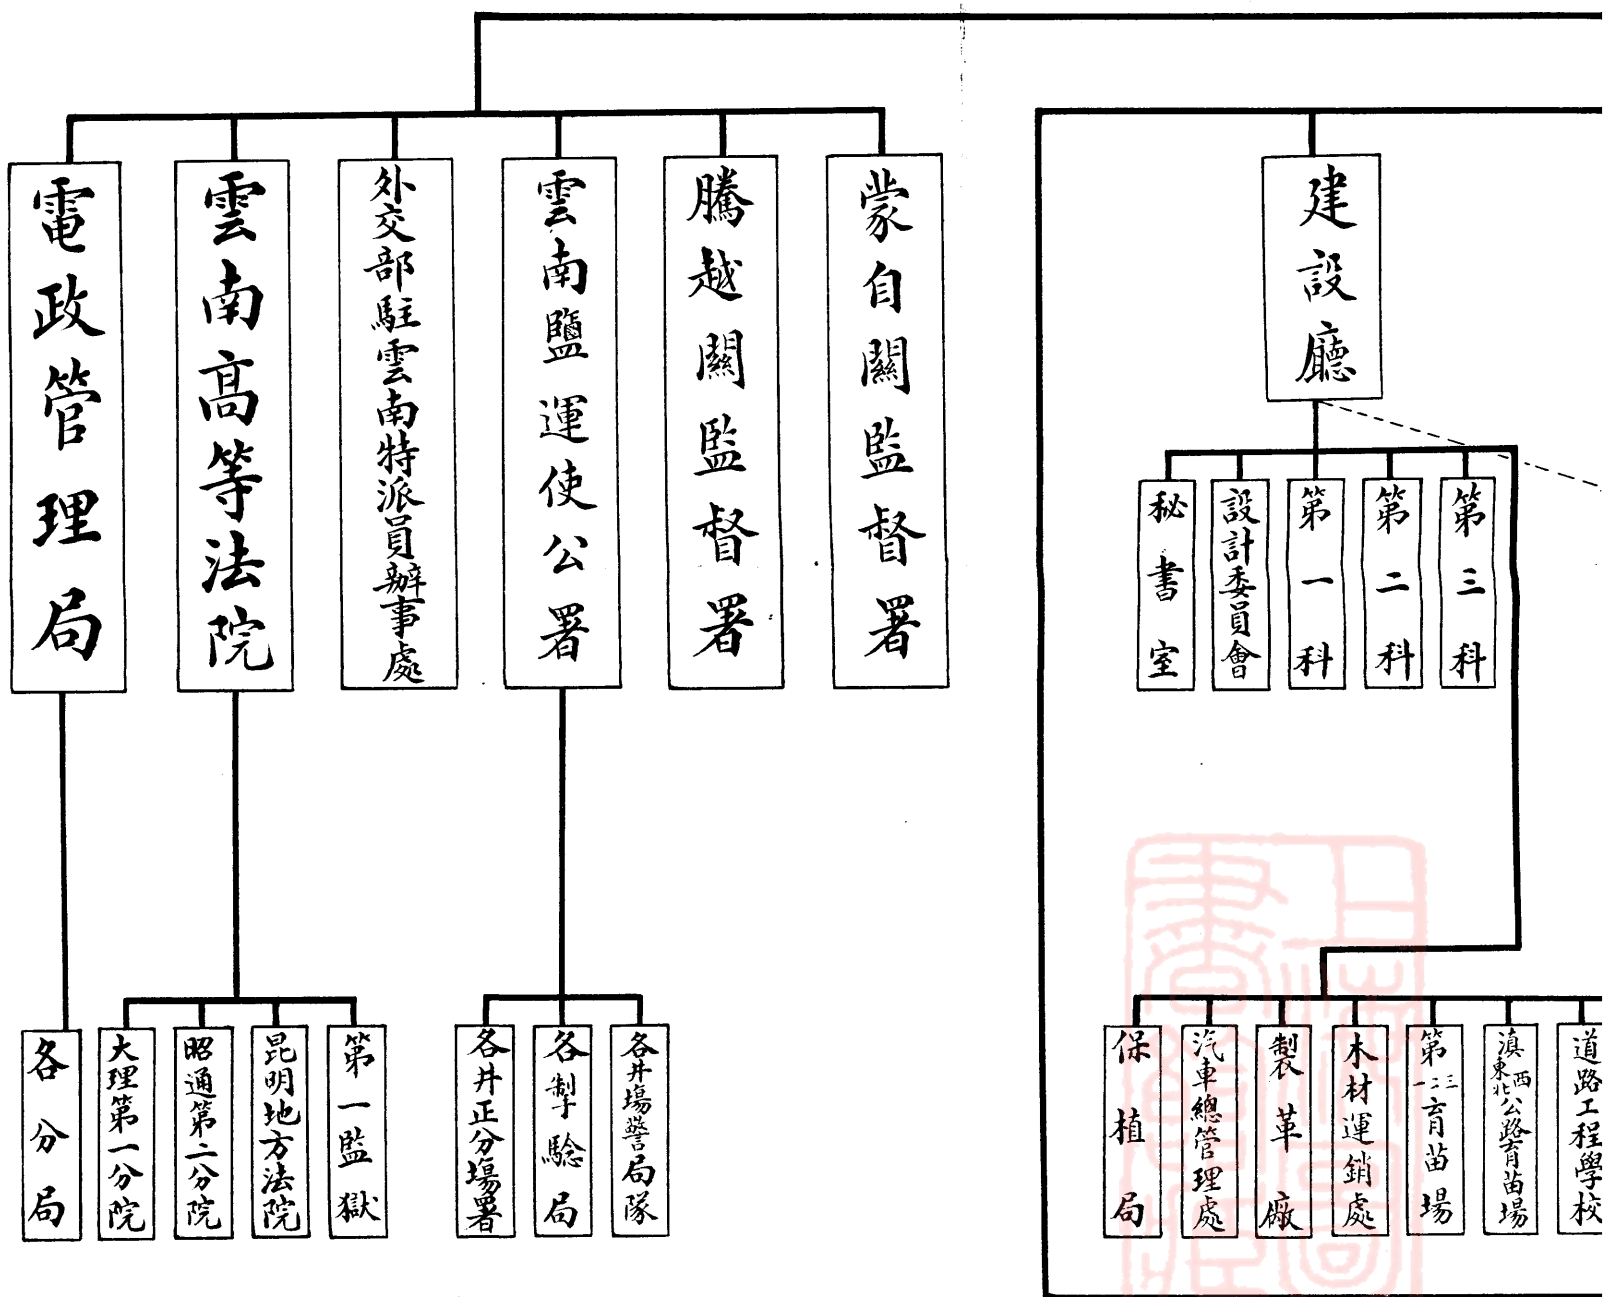 蒙自關監督署
騰越關監督署
雲南鹽運使公署
外交部駐雲南特派員辦事處
雲南高等法院
電政管理局
建設廳
第三科
第二科
第一科
設計委員會
秘書室
道路工程學校
滇東西北公路育苗場
第一二三育苗場
木材運銷處
製革廠
汽車總管理處
保植局
各井場警局隊
各掣驗局
各井正分場署
第一監獄
昆明地方法院
昭通第二分院
大理第一分院
各分局